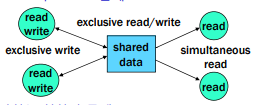 read
write
exclusive read/write
read
exclusive write
shared
data
simultaneous
read
read
write
read